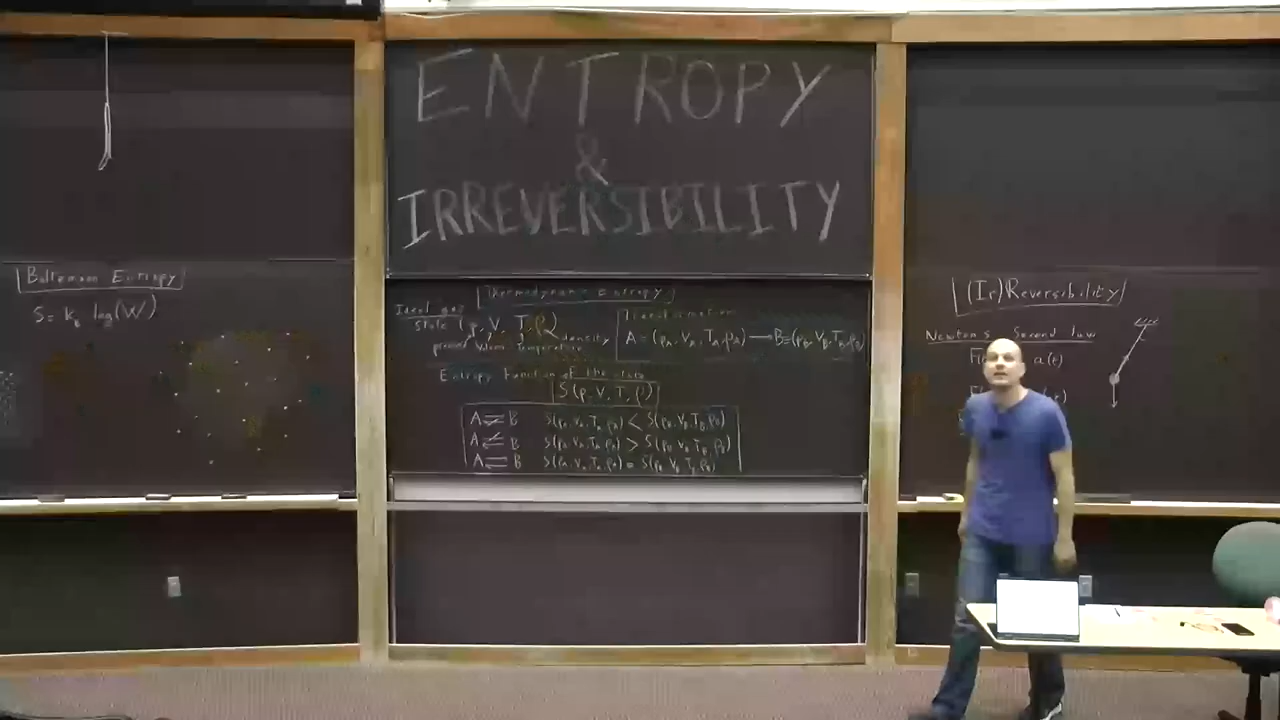 ENTROPY
&
IRREVERSIBILITY
Boltzmann Entropy
S = k_B log(W)
Thermodynamic Entropy
Ideal gas
State (p, V, T, ρ)
pressure Volume Temperature density
Transformation
A = (p_A, V_A, T_A, ρ_A) → B = (p_B, V_B, T_B, ρ_B)
Entropy Function of the state
S(p, V, T, ρ)
A ⇌ B S(p_A, V_A, T_A, ρ_A) < S(p_B, V_B, T_B, ρ_B)
A ⇌ B S(p_A, V_A, T_A, ρ_A) > S(p_B, V_B, T_B, ρ_B)
A ⇌ B S(p_A, V_A, T_A, ρ_A) = S(p_B, V_B, T_B, ρ_B)
(Ir)Reversibility
Newton's Second law
a(t)